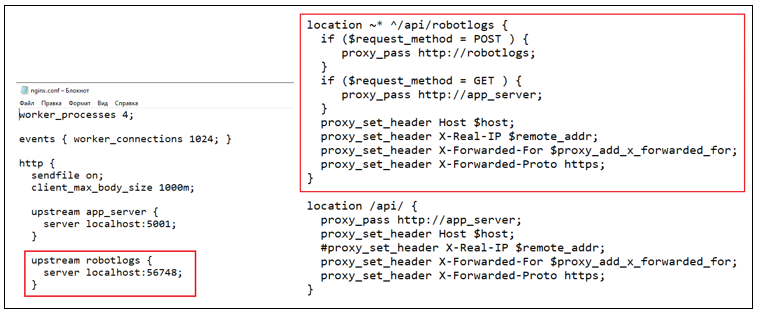 nginx.conf – Блокнот
Файл Правка Формат Вид Справка
worker_processes 4;
events { worker_connections 1024; }
http {
sendfile on;
client_max_body_size 1000m;
upstream app_server {
server localhost:5001;
}
upstream robotlogs {
server localhost:56748;
}
location ~* ^/api/robotlogs {
if ($request_method = POST ) {
proxy_pass http://robotlogs;
}
if ($request_method = GET ) {
proxy_pass http://app_server;
}
proxy_set_header Host $host;
proxy_set_header X-Real-IP $remote_addr;
proxy_set_header X-Forwarded-For $proxy_add_x_forwarded_for;
proxy_set_header X-Forwarded-Proto https;
}
location /api/ {
proxy_pass http://app_server;
proxy_set_header Host $host;
#proxy_set_header X-Real-IP $remote_addr;
proxy_set_header X-Forwarded-For $proxy_add_x_forwarded_for;
proxy_set_header X-Forwarded-Proto https;
}